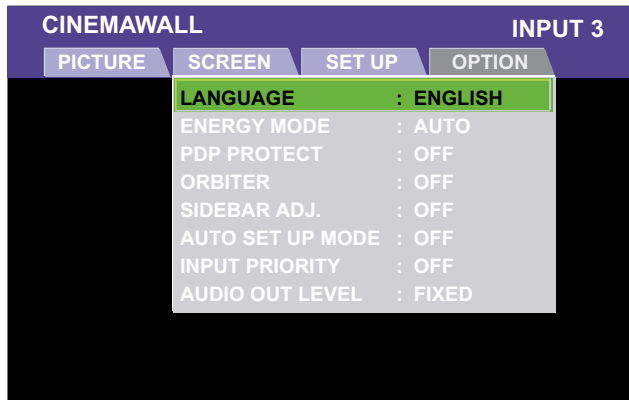 CINEMAWALL INPUT 3
PICTURE SCREEN SET UP OPTION
LANGUAGE : ENGLISH
ENERGY MODE : AUTO
PDP PROTECT : OFF
ORBITER : OFF
SIDEBAR ADJ. : OFF
AUTO SET UP MODE : OFF
INPUT PRIORITY : OFF
AUDIO OUT LEVEL : FIXED